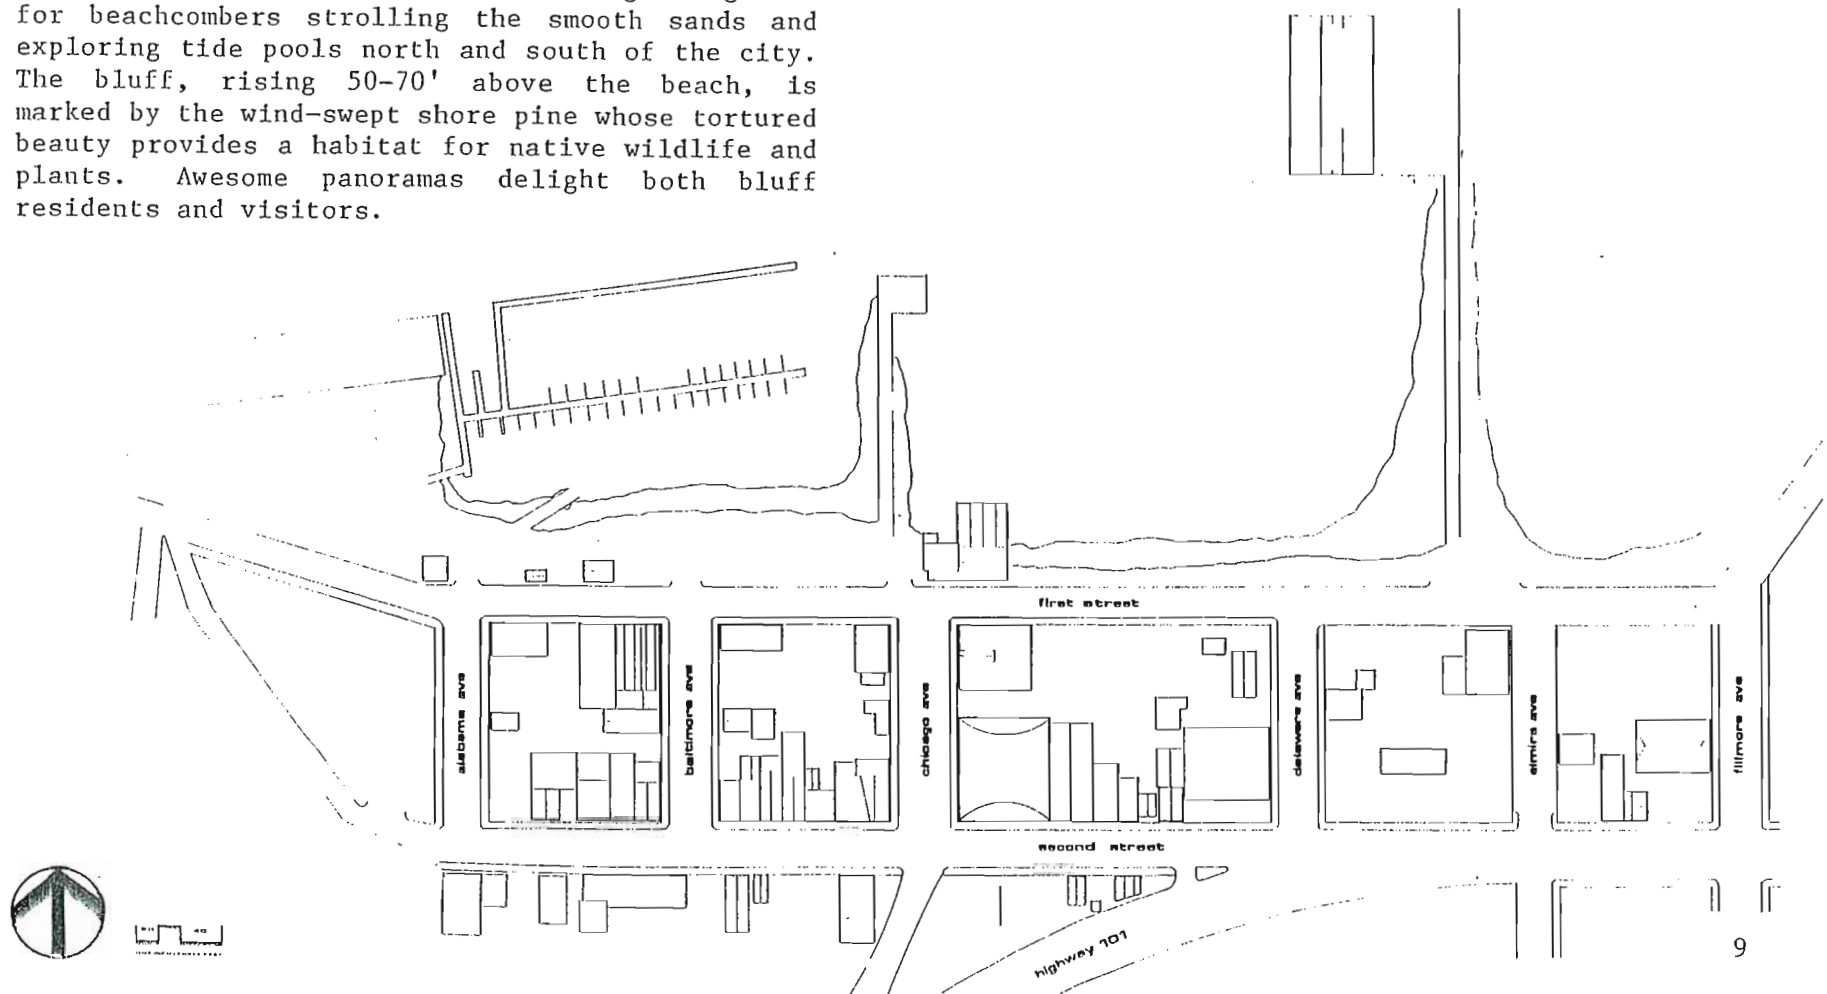 for beachcombers strolling the smooth sands and
exploring tide pools north and south of the city.
The bluff, rising 50-70' above the beach, is
marked by the wind-swept shore pine whose tortured
beauty provides a habitat for native wildlife and
plants. Awesome panoramas delight both bluff
residents and visitors.
first street
alabama ave
baltimore ave
chicago ave
delaware ave
elmira ave
fillmore ave
second street
highway 101
9